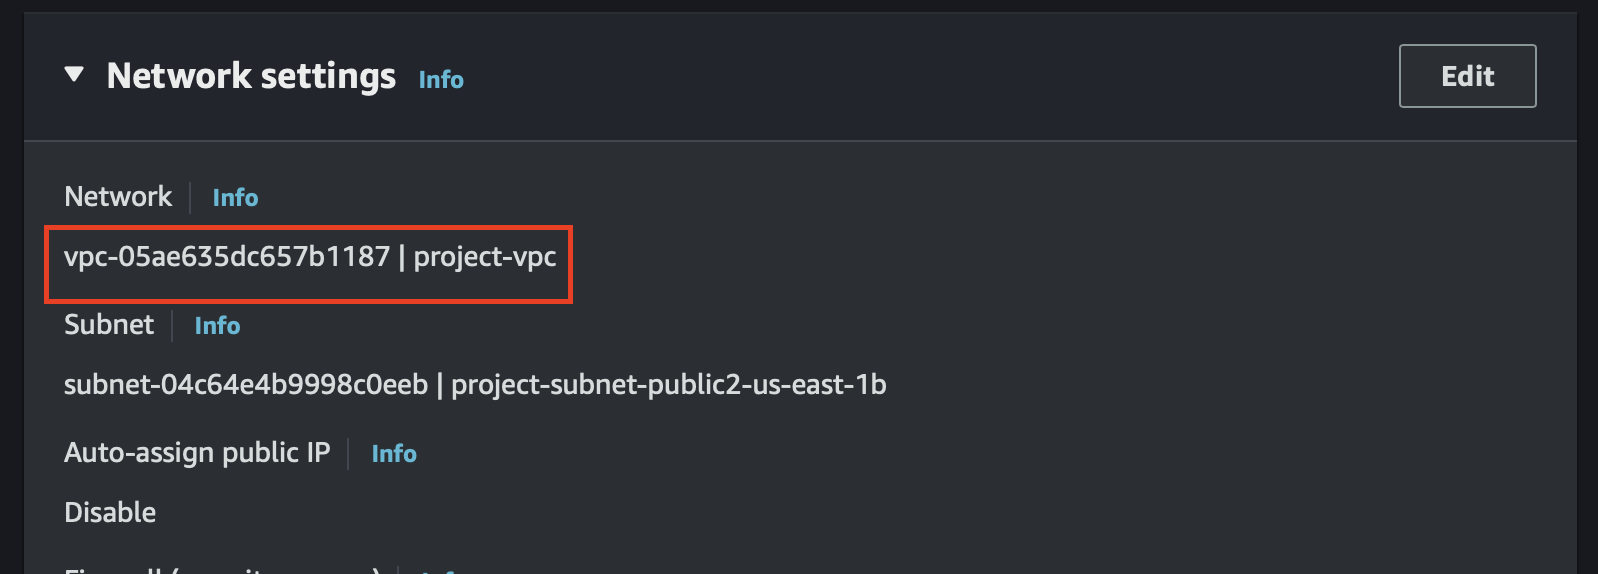 Network settings Info
Edit
Network Info
vpc-05ae635dc657b1187 | project-vpc
Subnet Info
subnet-04c64e4b9998c0eeb | project-subnet-public2-us-east-1b
Auto-assign public IP Info
Disable